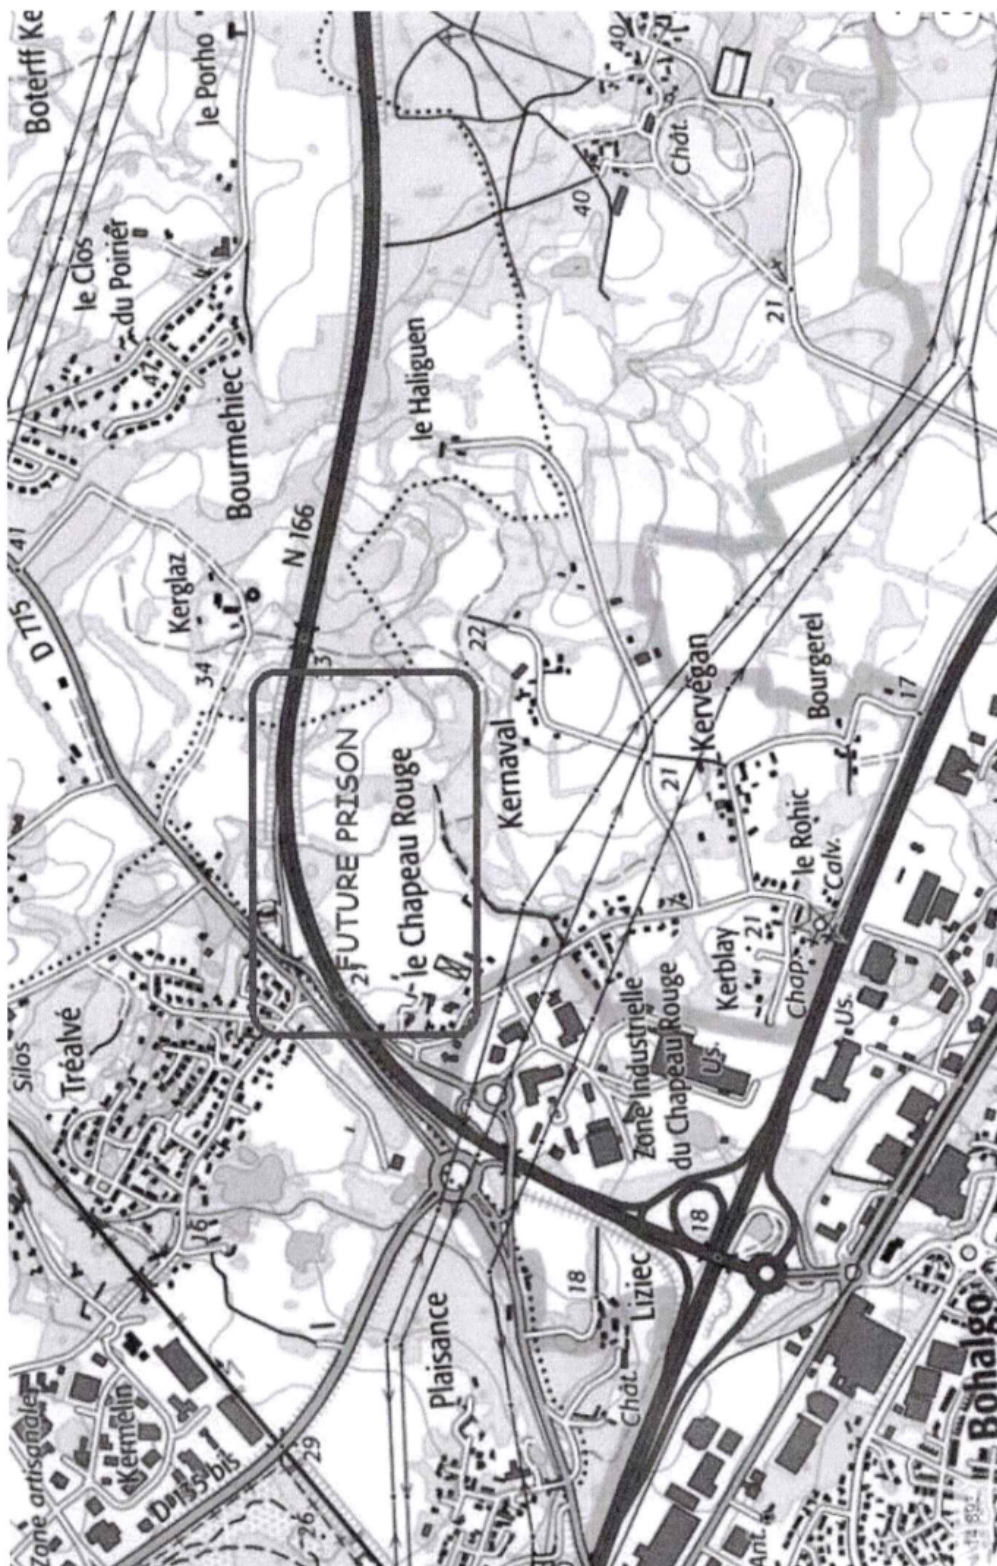 Zone artisanale
Kermelin
D 135 bis
29
26
Silos
Tréalvé
16
Plaisance
18
Liziec
Chât.
D 775
41
34
Kerglaz
Boterff Ke
le Porho
le Clos
du Poirier
47
Bourmehiec
N 166
le Haliguen
FUTURE PRISON
le Chapeau Rouge
Kernaval
22
Zone Industrielle
du Chapeau Rouge
Us.
21
Kervégan
Kerblay
21
le Rohic
Chap.
Calv.
Bourgerel
17
Us.
18
40
40
Chât.
21
Bohalgo
Ant.